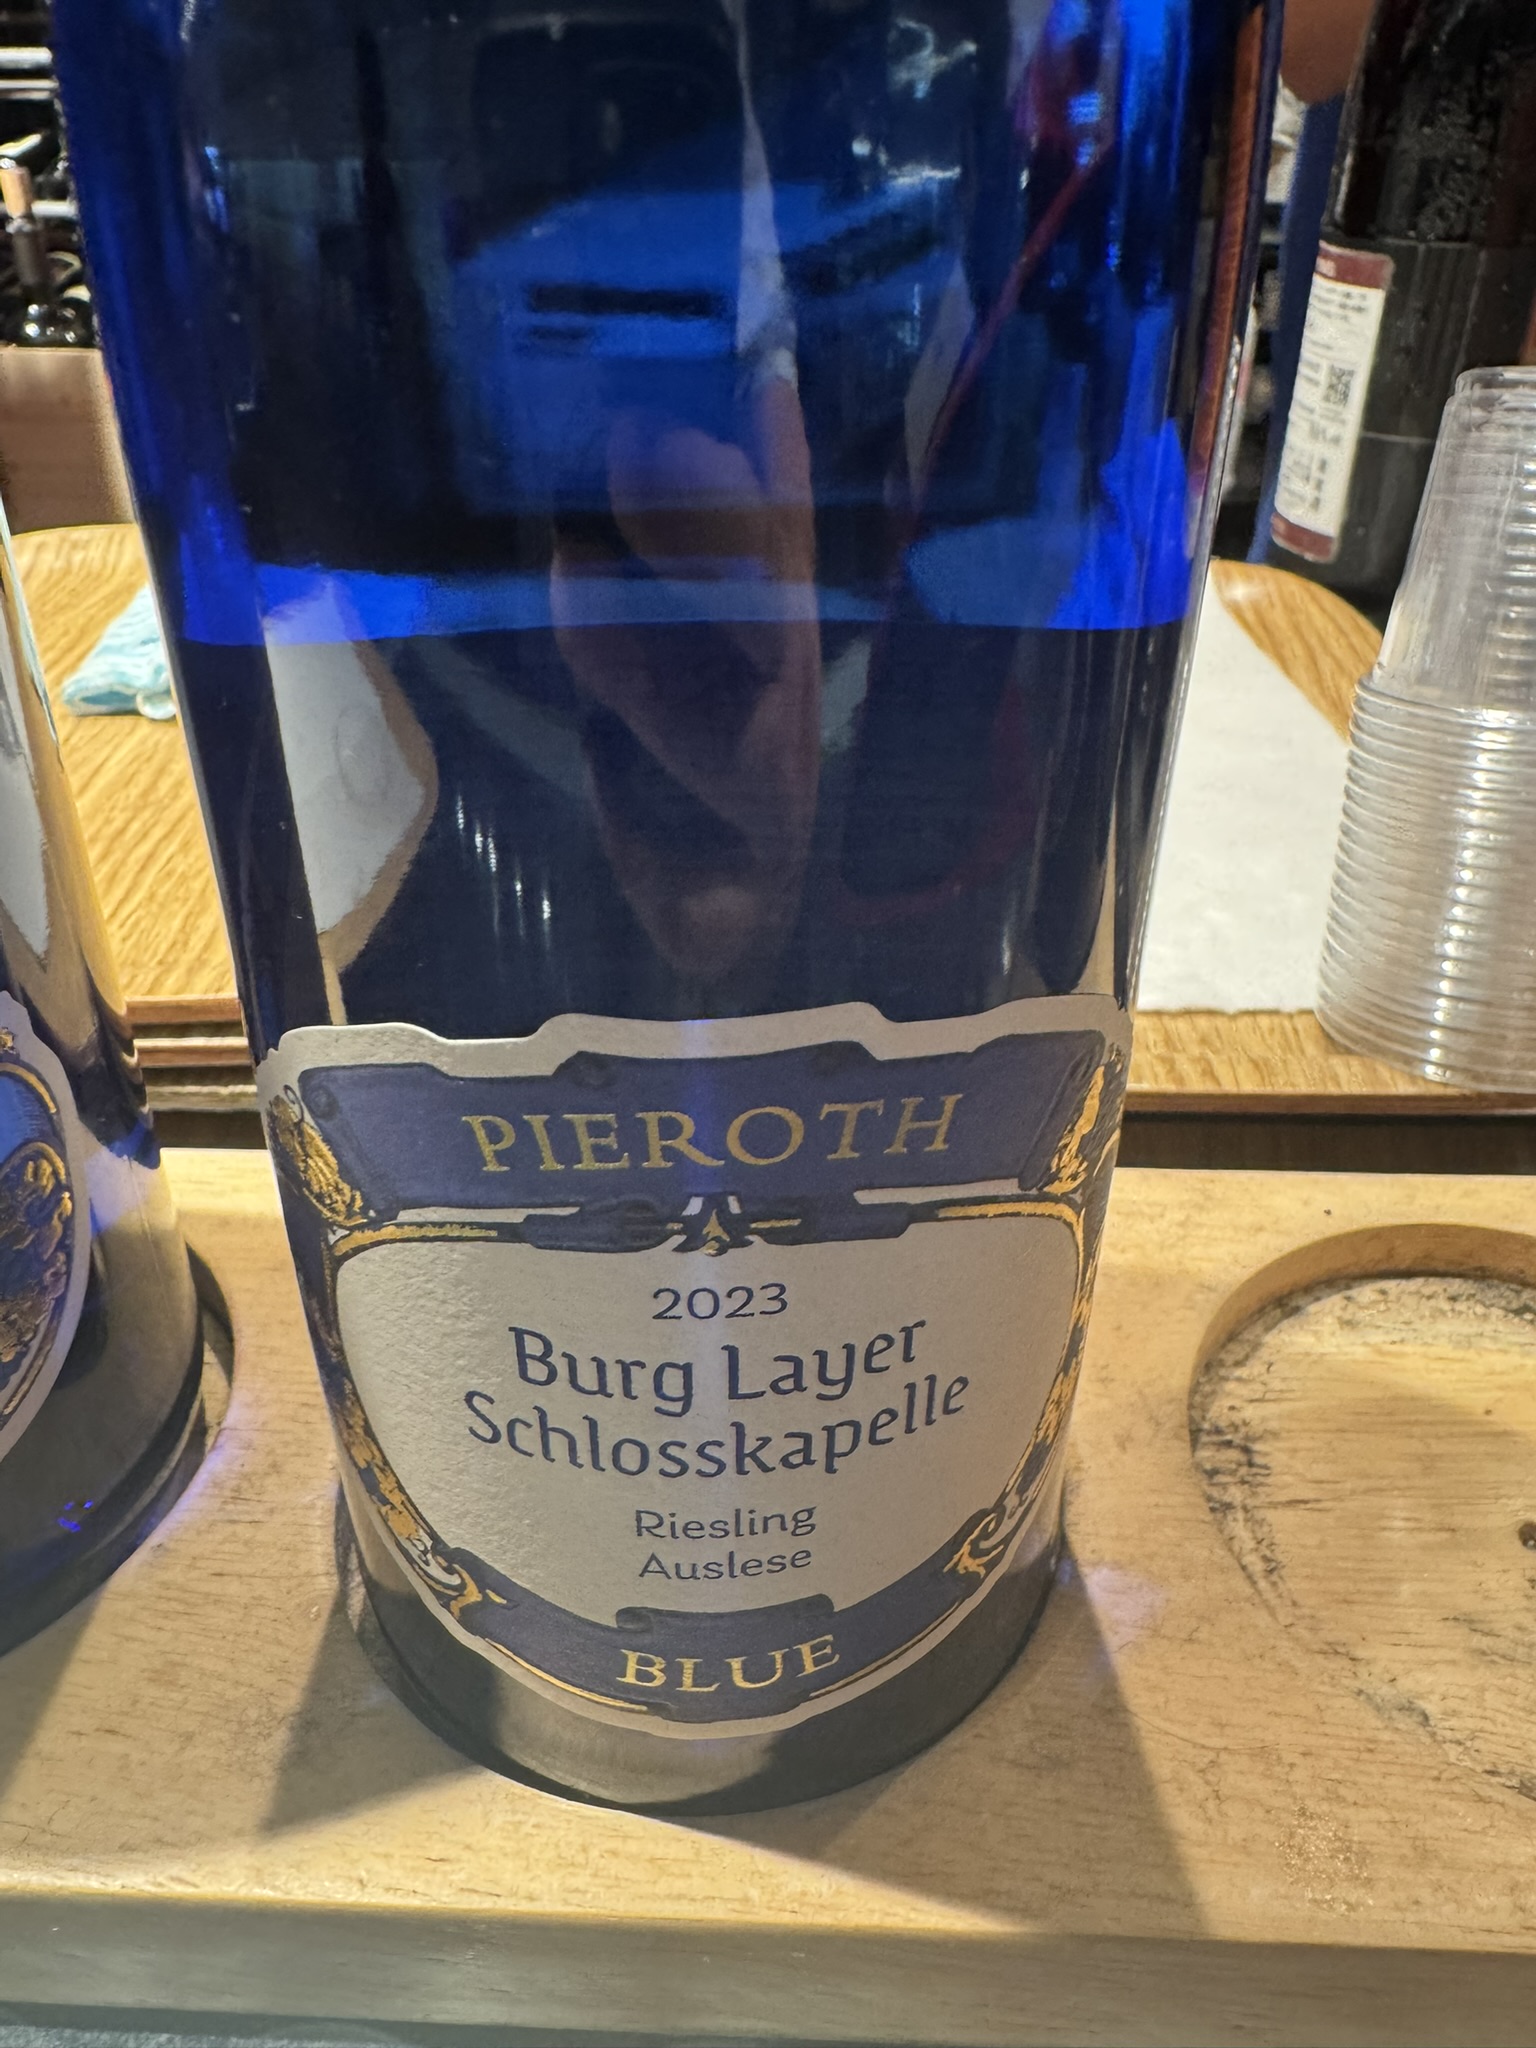 PIEROTH
2023
Burg Layer
Schlosskapelle
Riesling
Auslese
BLUE